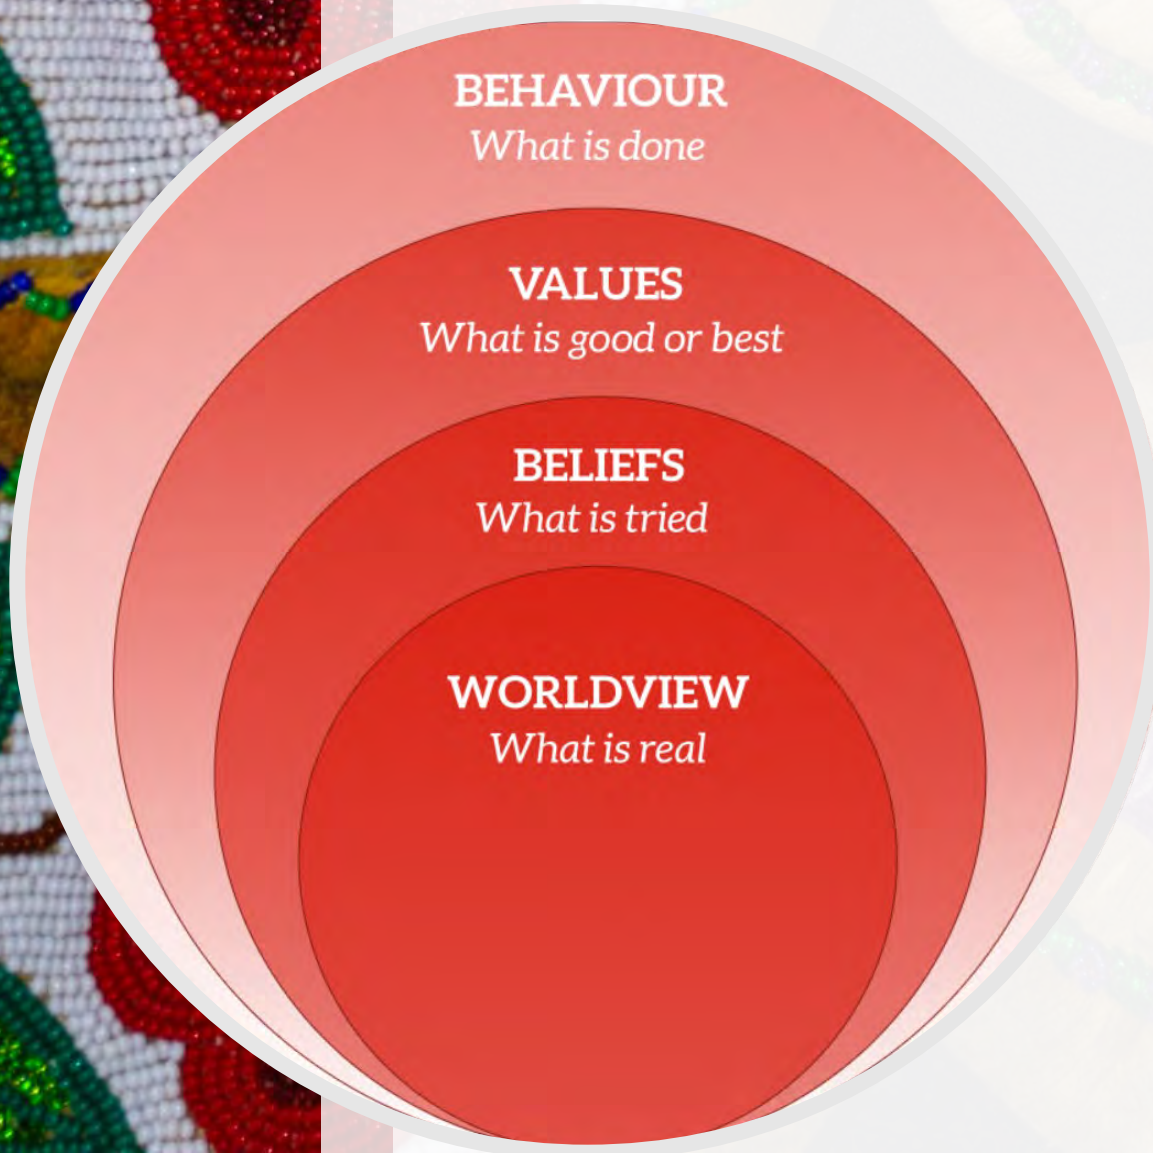 BEHAVIOUR
What is done
VALUES
What is good or best
BELIEFS
What is tried
WORLDVIEW
What is real